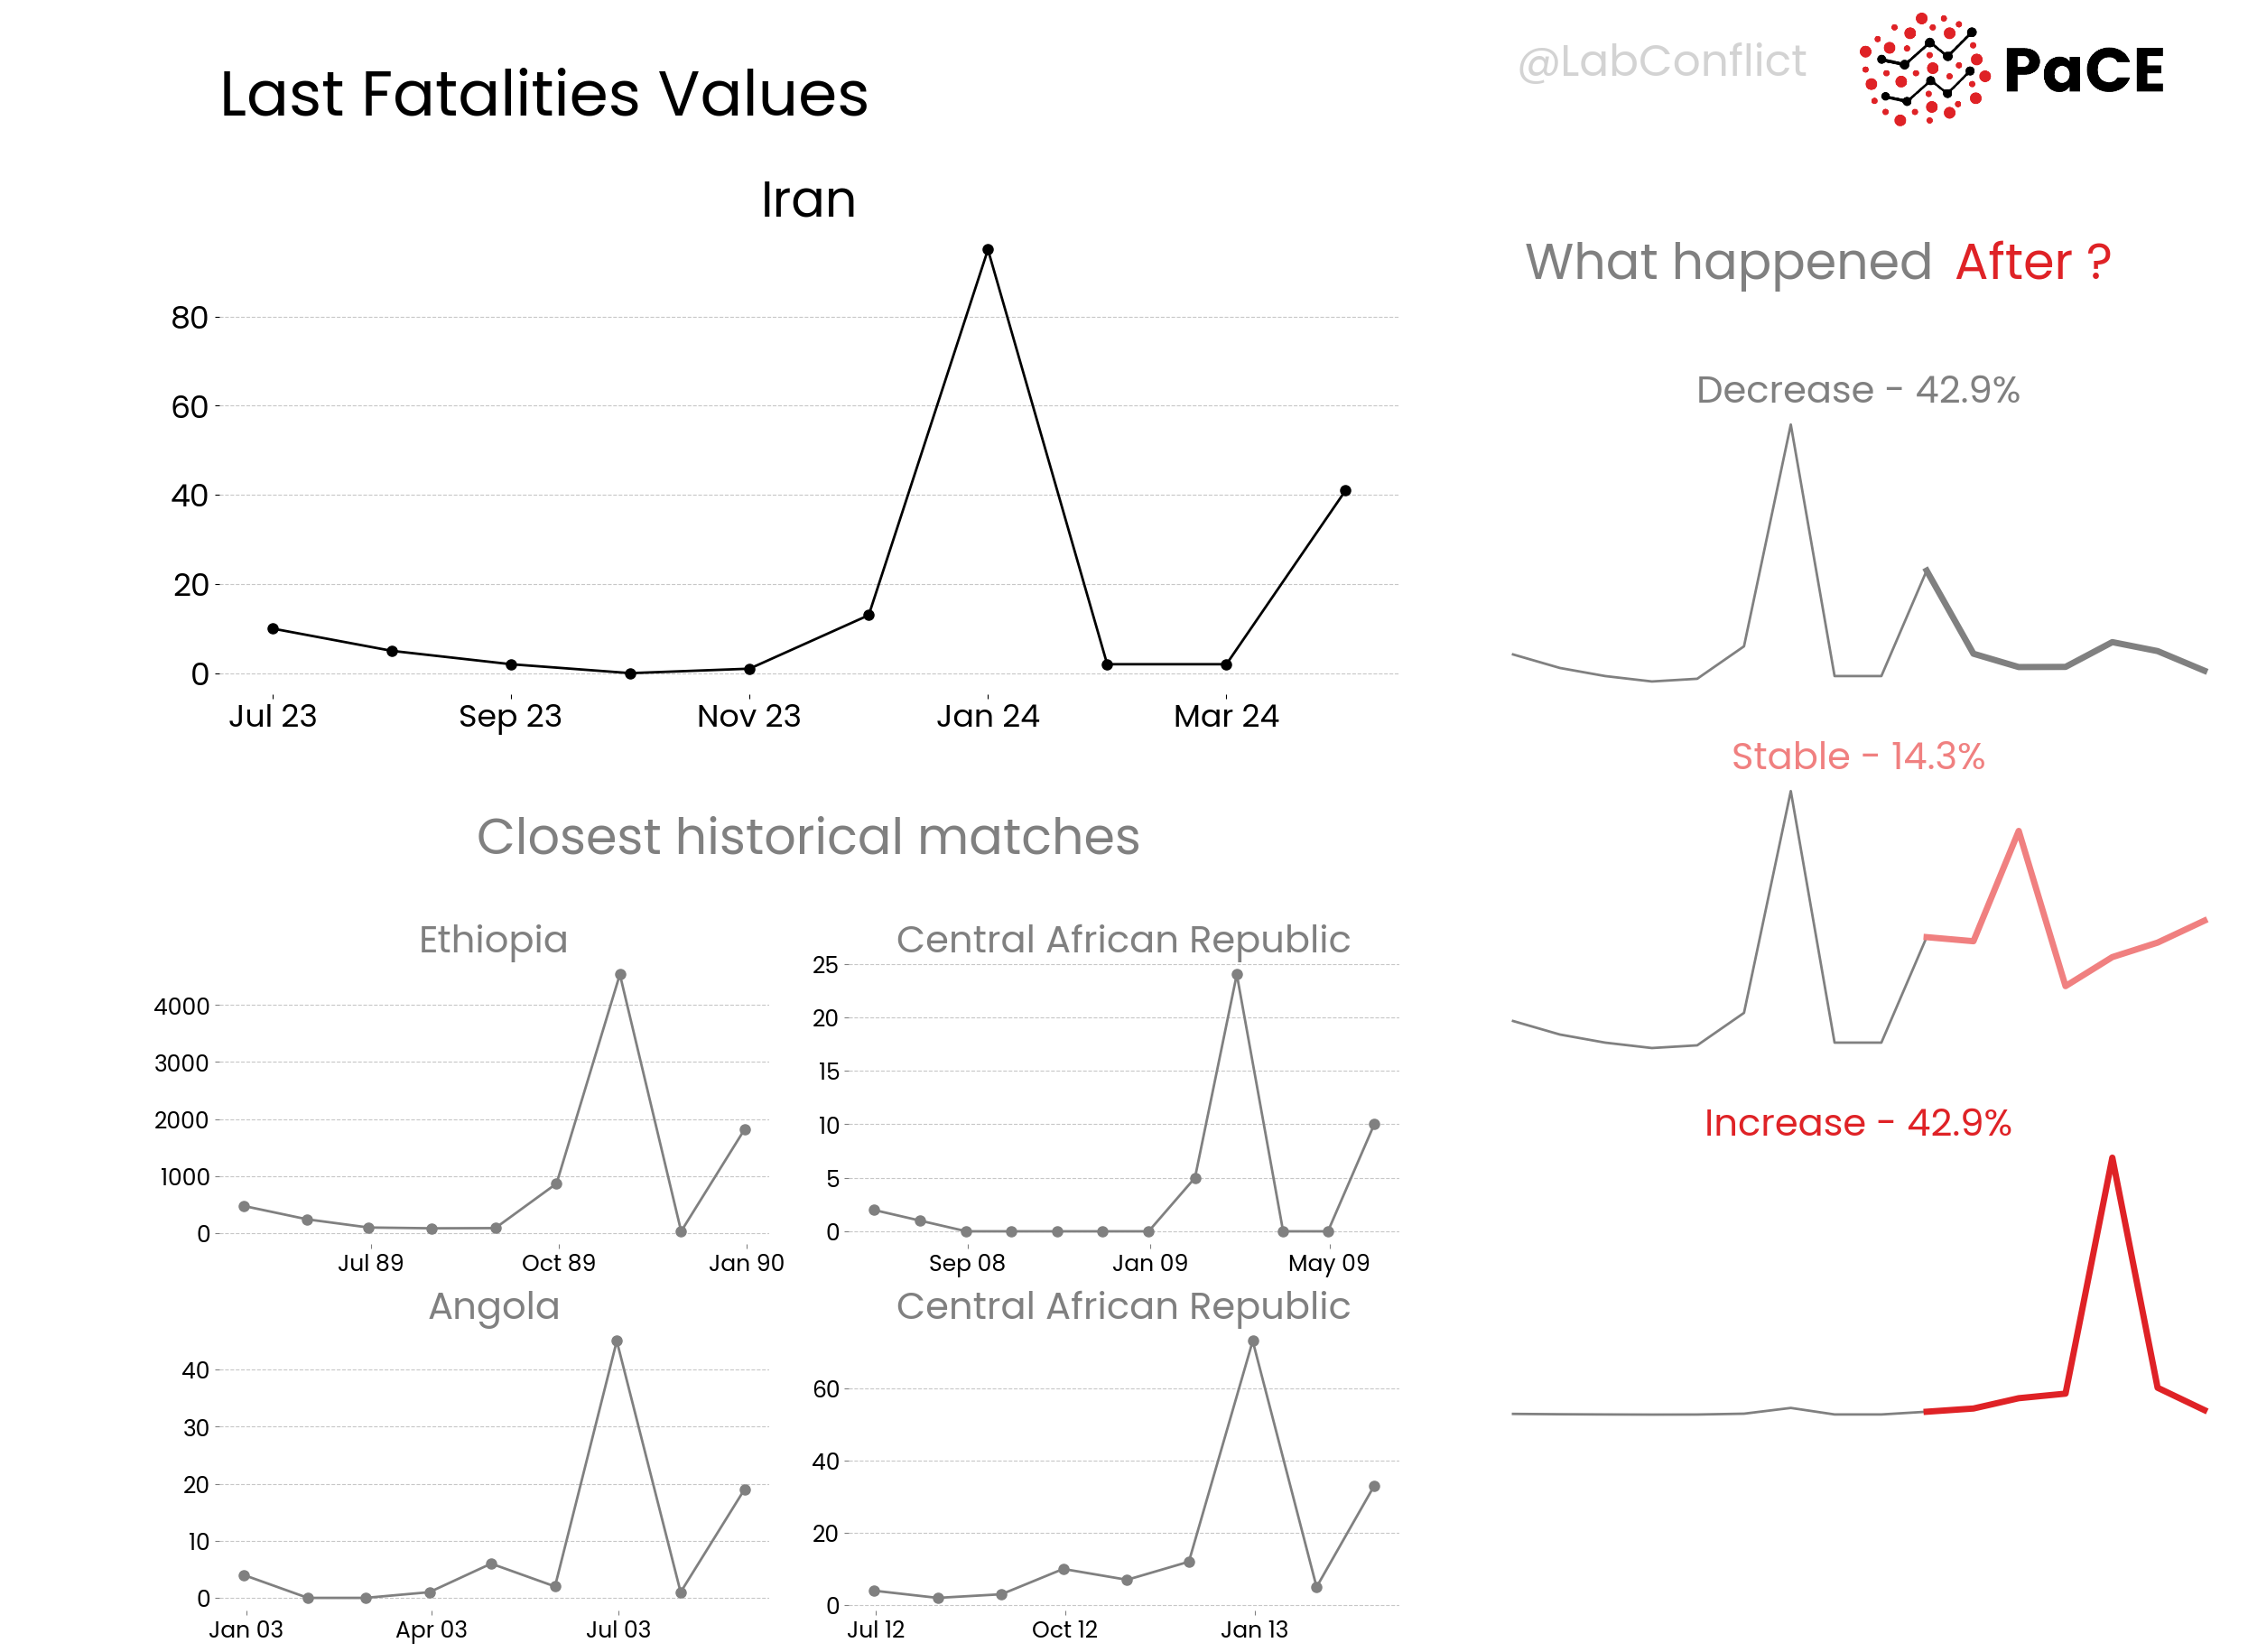 @LabConflict
PaCE
Last Fatalities Values
Iran
80
60
40
20
0
Jul 23 Sep 23 Nov 23 Jan 24 Mar 24
What happened After ?
Decrease - 42.9%
Stable - 14.3%
Increase - 42.9%
Closest historical matches
Ethiopia
4000
3000
2000
1000
0
Jul 89 Oct 89 Jan 90
Central African Republic
25
20
15
10
5
0
Sep 08 Jan 09 May 09
Angola
40
30
20
10
0
Jan 03 Apr 03 Jul 03
Central African Republic
60
40
20
0
Jul 12 Oct 12 Jan 13